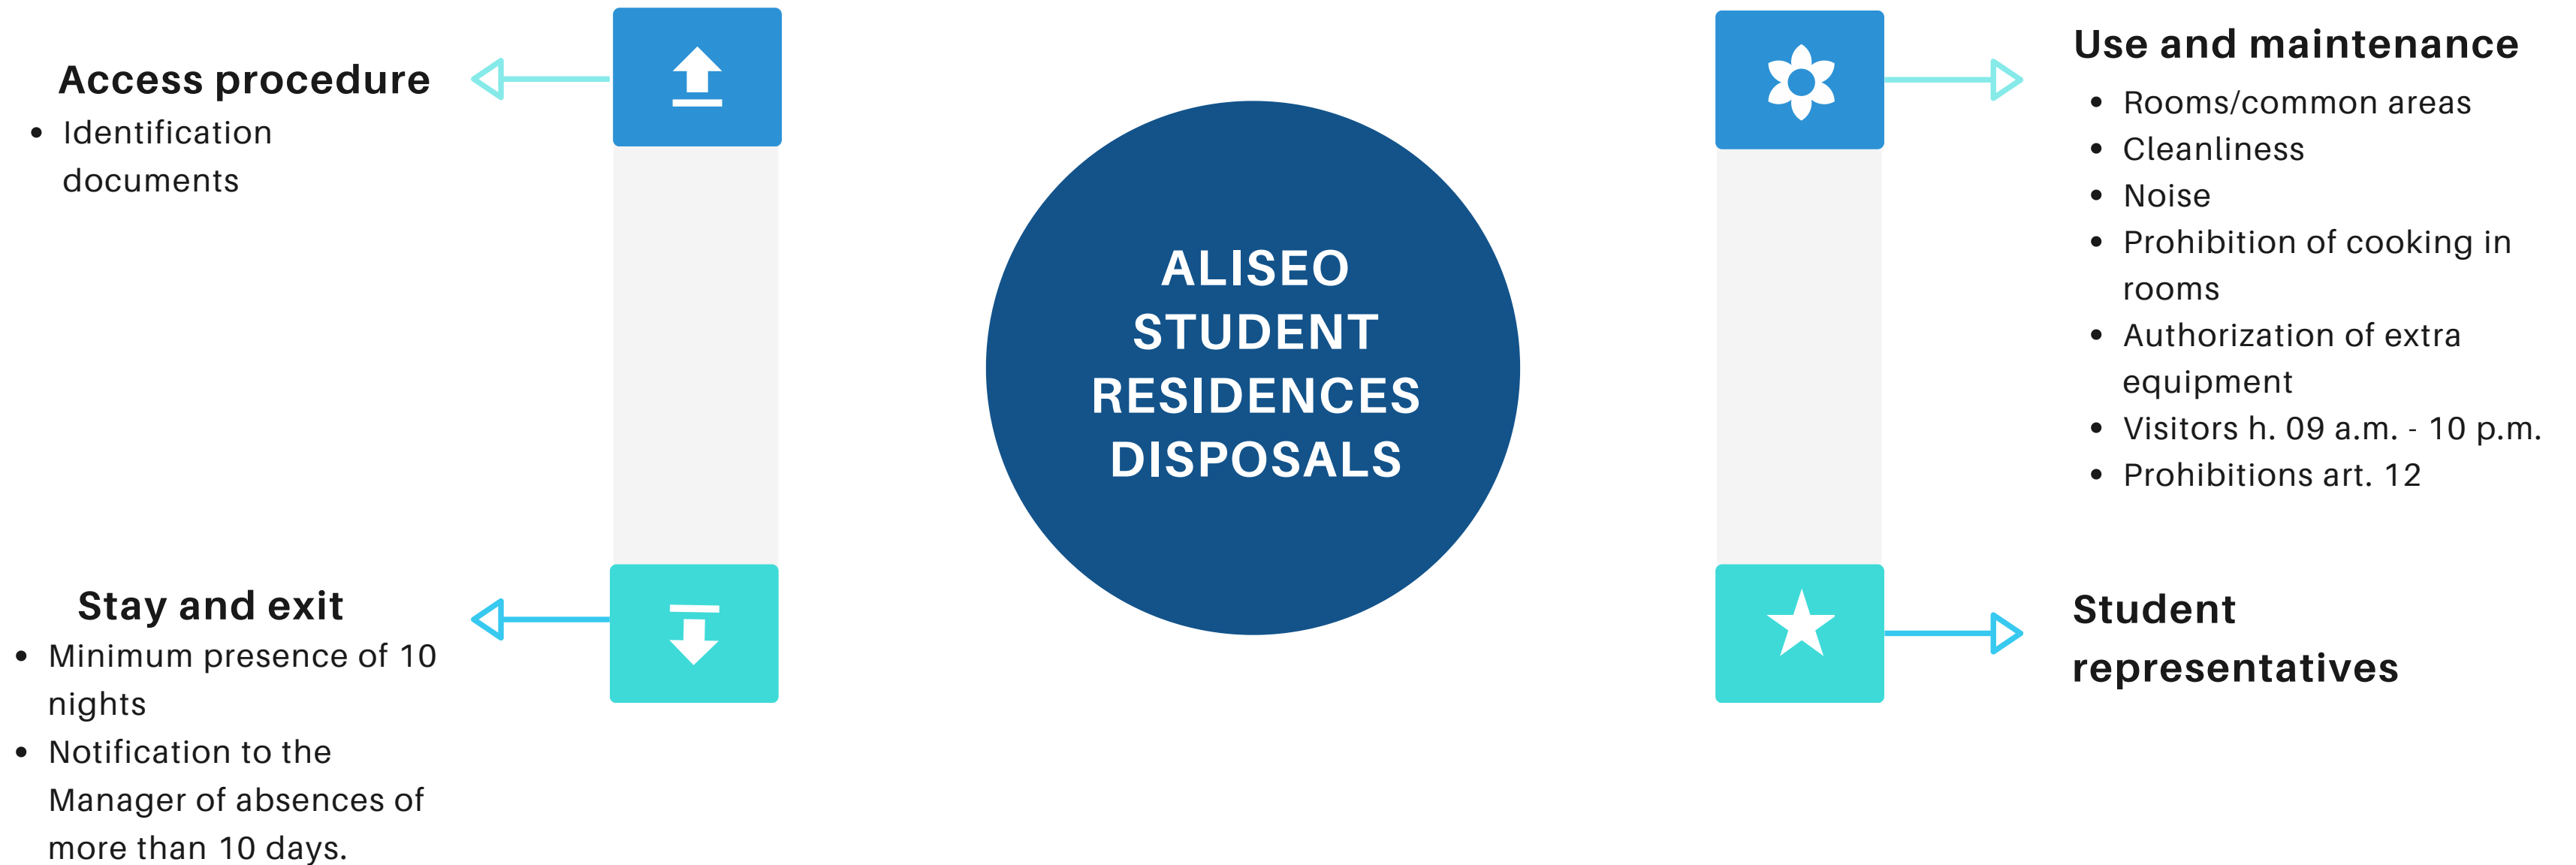 Access procedure
• Identification
documents
Stay and exit
• Minimum presence of 10
nights
• Notification to the
Manager of absences of
more than 10 days.
ALISEO
STUDENT
RESIDENCES
DISPOSALS
Use and maintenance
• Rooms/common areas
• Cleanliness
• Noise
• Prohibition of cooking in
rooms
• Authorization of extra
equipment
• Visitors h. 09 a.m. - 10 p.m.
• Prohibitions art. 12
Student
representatives